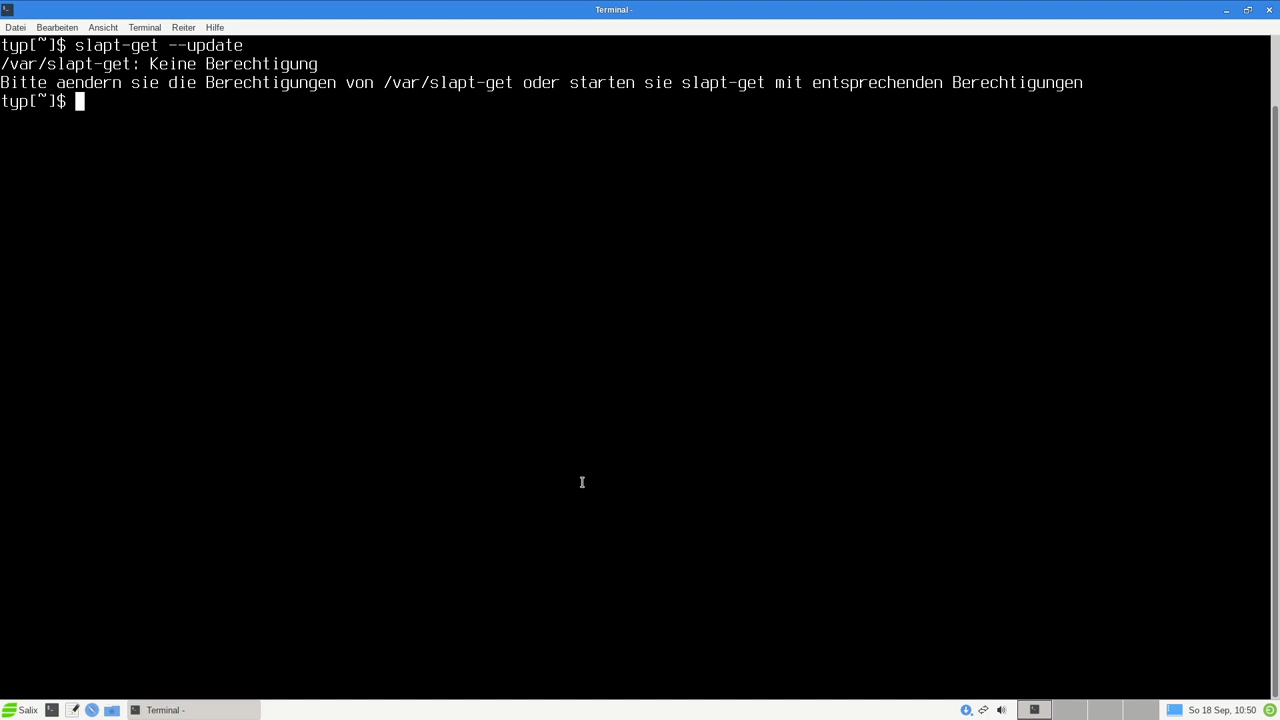 Terminal -
Datei Bearbeiten Ansicht Terminal Reiter Hilfe
typ[~]$ slapt-get --update
/var/slapt-get: Keine Berechtigung
Bitte aendern sie die Berechtigungen von /var/slapt-get oder starten sie slapt-get mit entsprechenden Berechtigungen
typ[~]$
Salix Terminal - So 18 Sep, 10:50